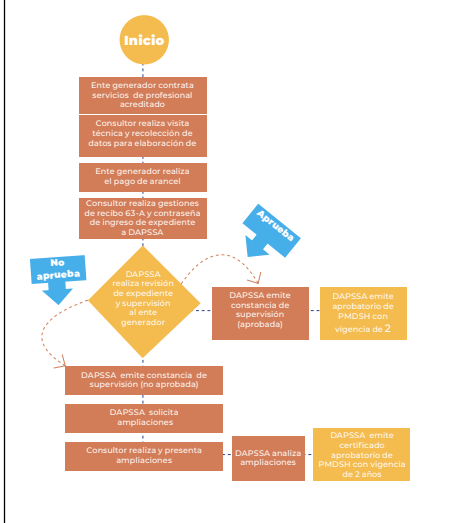 Inicio
Ente generador contrata
servicios de profesional
acreditado
Consultor realiza visita
técnica y recolección de
datos para elaboración de
Ente generador realiza
el pago de arancel
Consultor realiza gestiones
de recibo 63-A y contraseña
de ingreso de expediente
a DAPSSA
Aprueba
No
aprueba
DAPSSA
realiza revisión
de expediente
y supervisión
al ente
generador
DAPSSA emite
constancia de
supervisión
(aprobada)
DAPSSA emite
aprobatorio de
PMDSH con
vigencia de 2
DAPSSA emite constancia de
supervisión (no aprobada)
DAPSSA solicita
ampliaciones
Consultor realiza y presenta
ampliaciones
DAPSSA analiza
ampliaciones
DAPSSA emite
certificado
aprobatorio de
PMDSH con vigencia
de 2 años